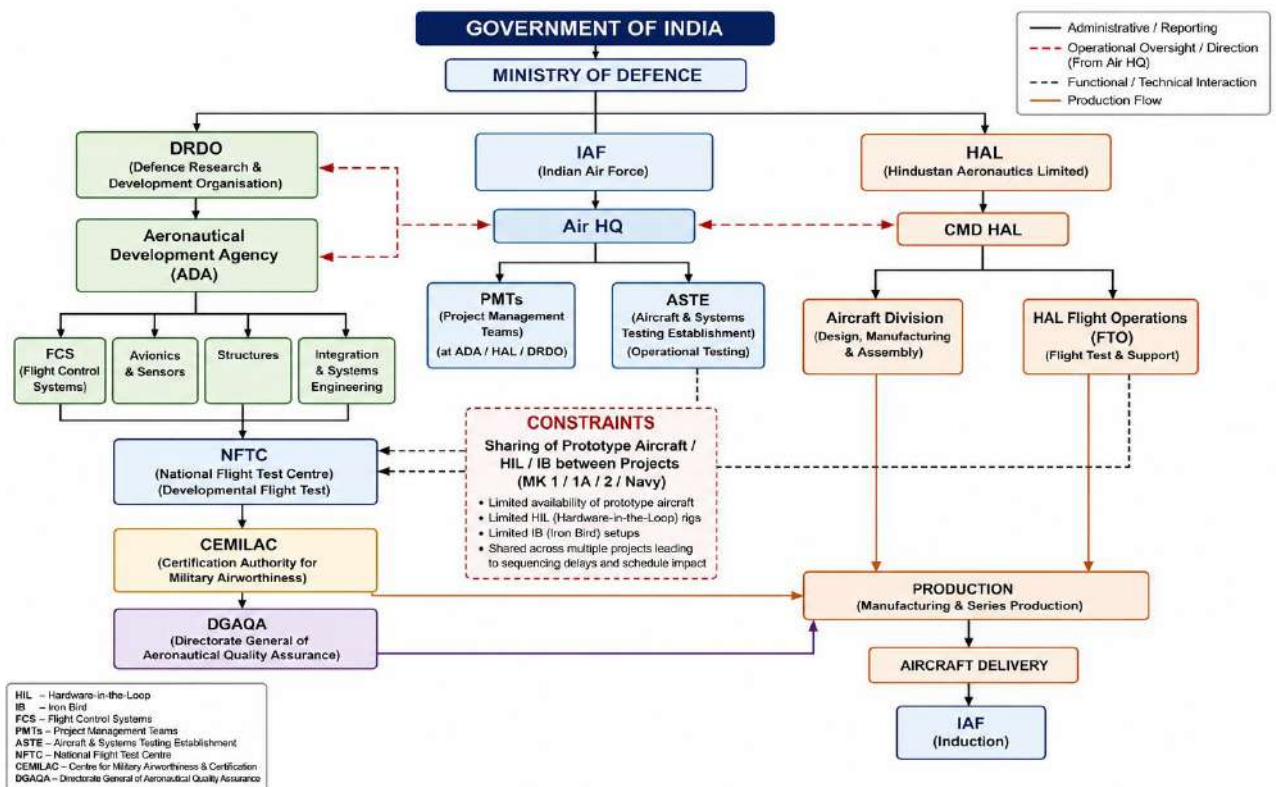 GOVERNMENT OF INDIA
MINISTRY OF DEFENCE
Administrative / Reporting
Operational Oversight / Direction
(From Air HQ)
Functional / Technical Interaction
Production Flow
DRDO
(Defence Research &
Development Organisation)
IAF
(Indian Air Force)
HAL
(Hindustan Aeronautics Limited)
Aeronautical
Development Agency
(ADA)
Air HQ
CMD HAL
PMTs
(Project Management
Teams)
(at ADA / HAL / DRDO)
ASTE
(Aircraft & Systems
Testing Establishment)
(Operational Testing)
Aircraft Division
(Design, Manufacturing
& Assembly)
HAL Flight Operations
(FTO)
(Flight Test & Support)
FCS
(Flight Control
Systems)
Avionics
& Sensors
Structures
Integration
& Systems
Engineering
CONSTRAINTS
Sharing of Prototype Aircraft /
HIL / IB between Projects
(MK 1 / 1A / 2 / Navy)
• Limited availability of prototype aircraft
• Limited HIL (Hardware-in-the-Loop) rigs
• Limited IB (Iron Bird) setups
• Shared across multiple projects leading
to sequencing delays and schedule impact
NFTC
(National Flight Test Centre)
(Developmental Flight Test)
CEMILAC
(Certification Authority for
Military Airworthiness)
DGAQA
(Directorate General of
Aeronautical Quality Assurance)
PRODUCTION
(Manufacturing & Series Production)
AIRCRAFT DELIVERY
IAF
(Induction)
HIL – Hardware-in-the-Loop
IB – Iron Bird
FCS – Flight Control Systems
PMTs – Project Management Teams
ASTE – Aircraft & Systems Testing Establishment
NFTC – National Flight Test Centre
CEMILAC – Centre for Military Airworthiness & Certification
DGAQA – Directorate General of Aeronautical Quality Assurance